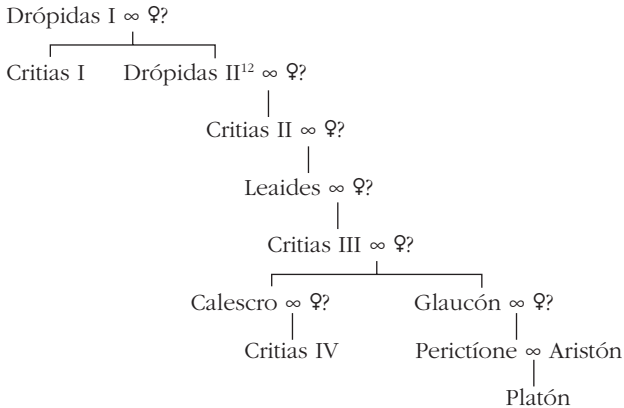 Drópidas I ∞ ♀?
Critias I Drópidas II¹² ∞ ♀?
Critias II ∞ ♀?
Leaides ∞ ♀?
Critias III ∞ ♀?
Calescro ∞ ♀? Glaucón ∞ ♀?
Critias IV Perictíone ∞ Aristón
Platón